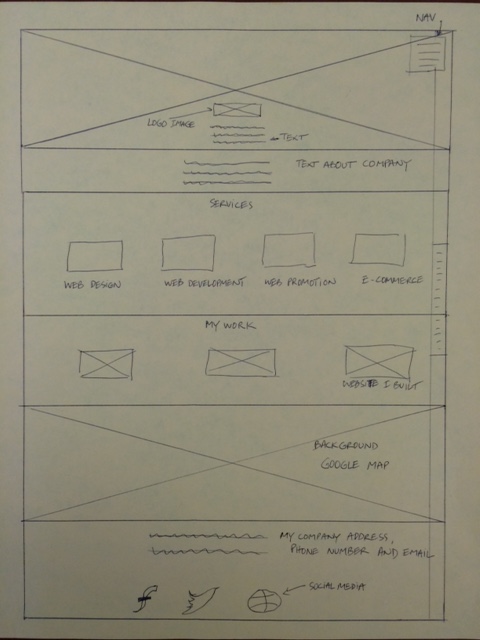 NAV
LOGO IMAGE
TEXT
TEXT ABOUT COMPANY
SERVICES
WEB DESIGN
WEB DEVELOPMENT
WEB PROMOTION
E-COMMERCE
MY WORK
WEBSITE I BUILT
BACKGROUND
GOOGLE MAP
MY COMPANY ADDRESS,
PHONE NUMBER AND EMAIL
SOCIAL MEDIA